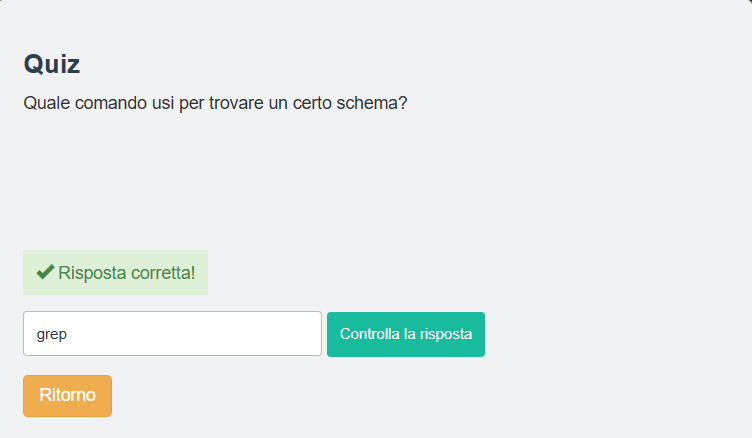 Quiz
Quale comando usi per trovare un certo schema?
Risposta corretta!
grep Controlla la risposta
Ritorno